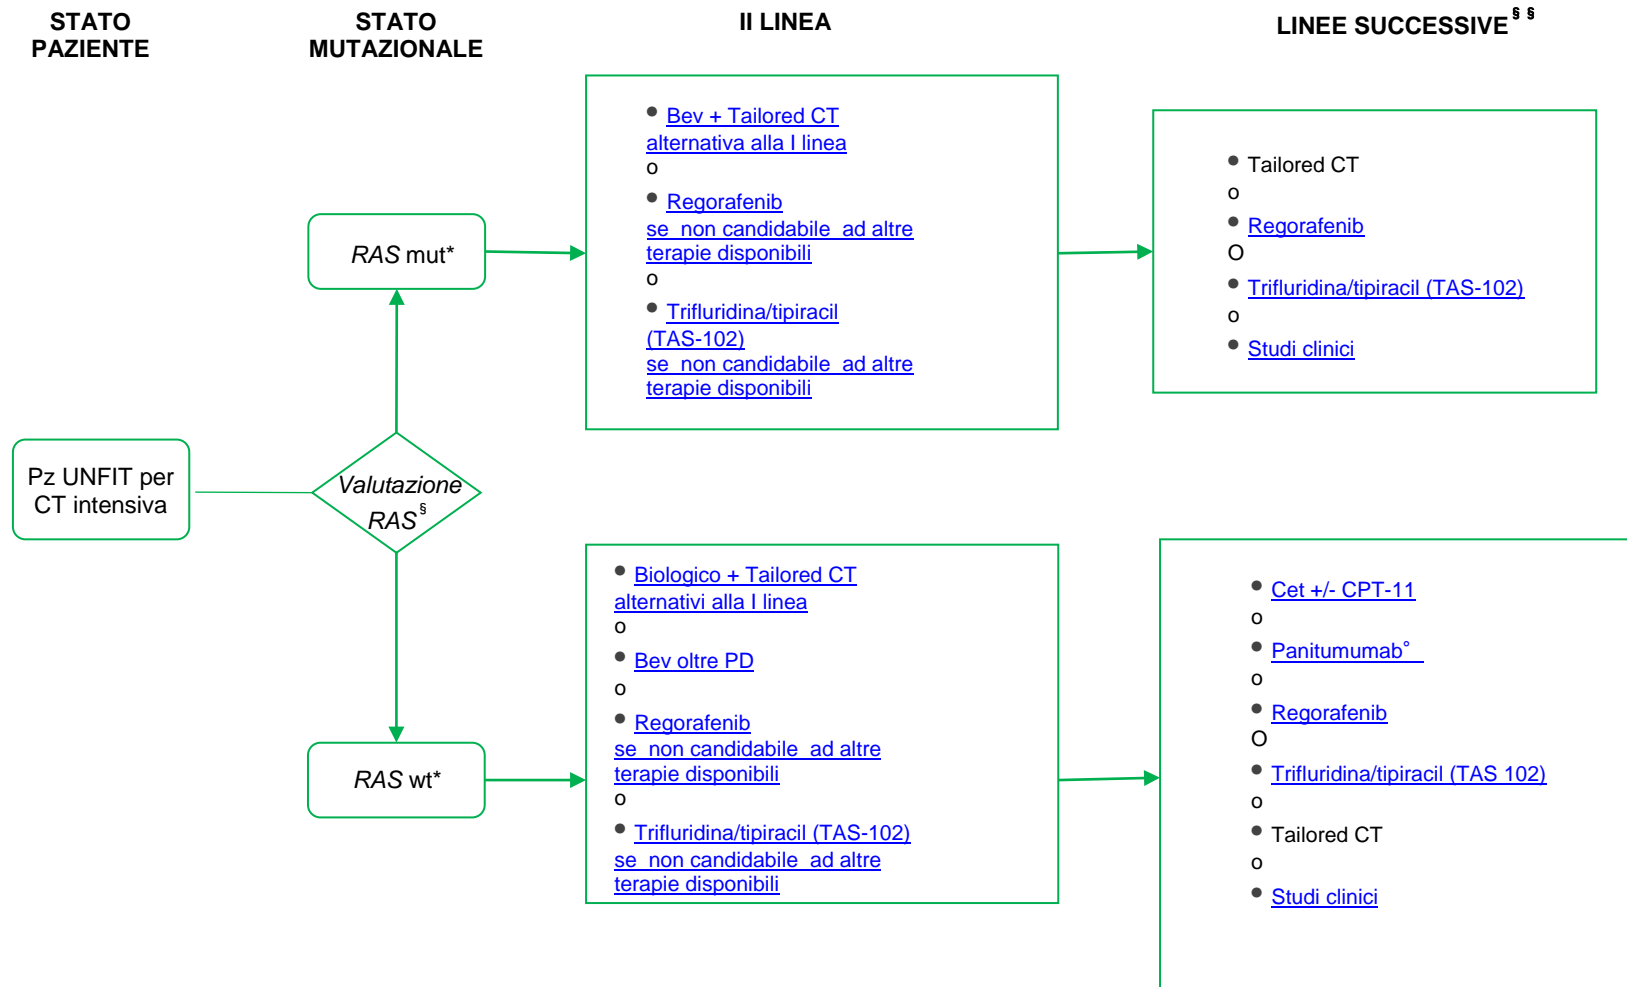 STATO
PAZIENTE
STATO
MUTAZIONALE
II LINEA
LINEE SUCCESSIVE§ §
Pz UNFIT per
CT intensiva
Valutazione
RAS§
RAS mut*
• Bev + Tailored CT
alternativa alla I linea
o
• Regorafenib
se non candidabile ad altre
terapie disponibili
o
• Trifluridina/tipiracil
(TAS-102)
se non candidabile ad altre
terapie disponibili
• Tailored CT
o
• Regorafenib
O
• Trifluridina/tipiracil (TAS-102)
o
• Studi clinici
RAS wt*
• Biologico + Tailored CT
alternativi alla I linea
o
• Bev oltre PD
o
• Regorafenib
se non candidabile ad altre
terapie disponibili
o
• Trifluridina/tipiracil (TAS-102)
se non candidabile ad altre
terapie disponibili
• Cet +/- CPT-11
o
• Panitumumab°
o
• Regorafenib
O
• Trifluridina/tipiracil (TAS 102)
o
• Tailored CT
o
• Studi clinici